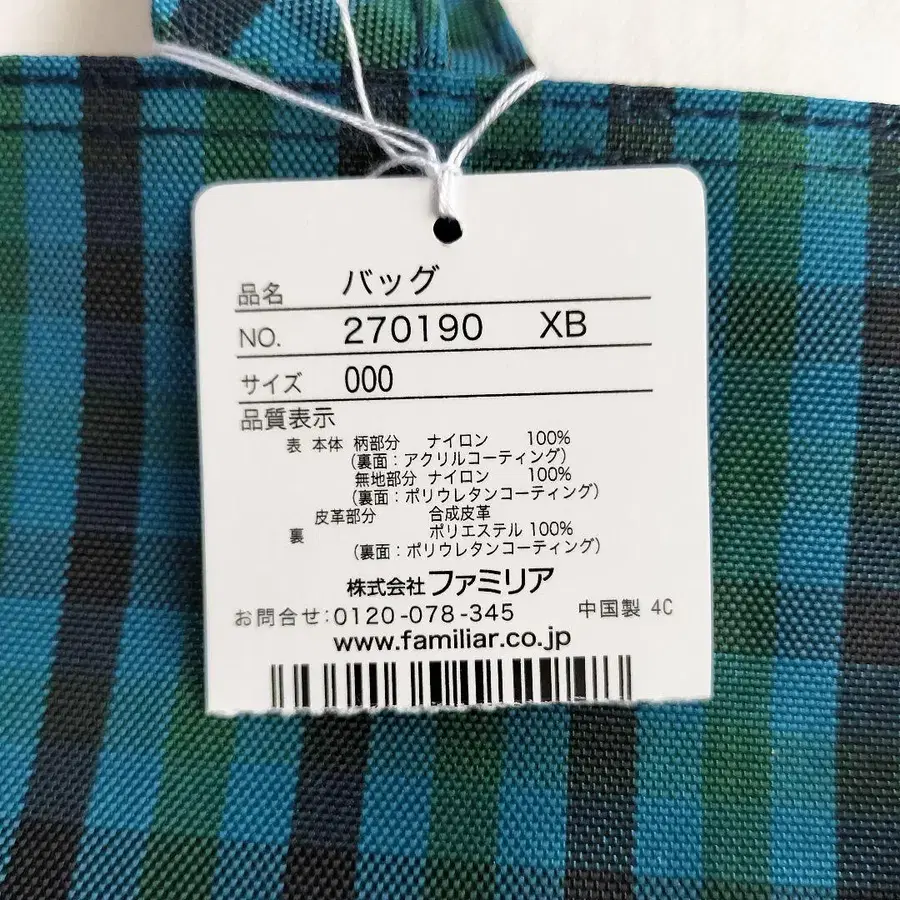 品名 バッグ
NO. 270190 XB
サイズ 000
品質表示
表 本体 柄部分 ナイロン 100%
(裏面:アクリルコーティング)
無地部分 ナイロン 100%
(裏面:ポリウレタンコーティング)
皮革部分 合成皮革
裏 ポリエステル 100%
(裏面:ポリウレタンコーティング)
株式会社 ファミリア
お問合せ:0120-078-345 中国製 4C
www.familiar.co.jp